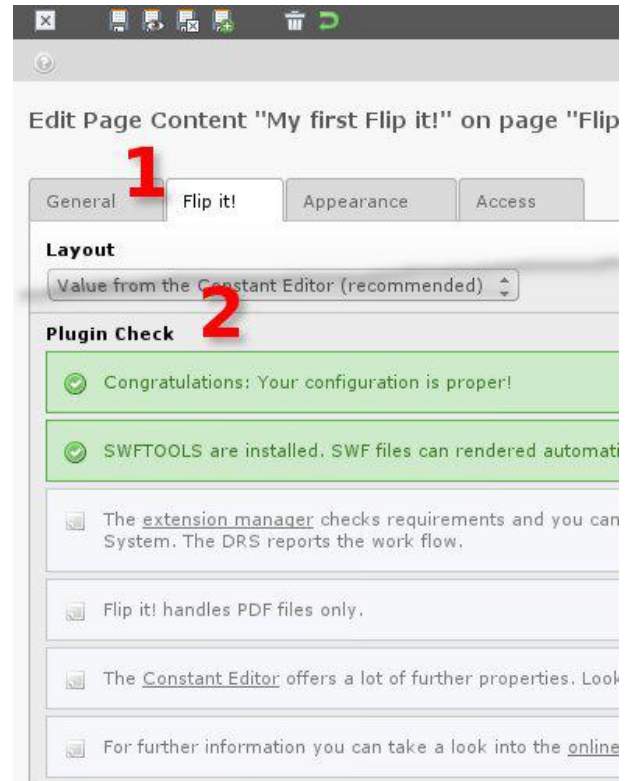 Edit Page Content "My first Flip it!" on page "Flip
1
General Flip it! Appearance Access
Layout
Value from the Constant Editor (recommended)
2
Plugin Check
Congratulations: Your configuration is proper!
SWFTOOLS are installed. SWF files can rendered automati
The extension manager checks requirements and you can
System. The DRS reports the work flow.
Flip it! handles PDF files only.
The Constant Editor offers a lot of further properties. Look
For further information you can take a look into the online